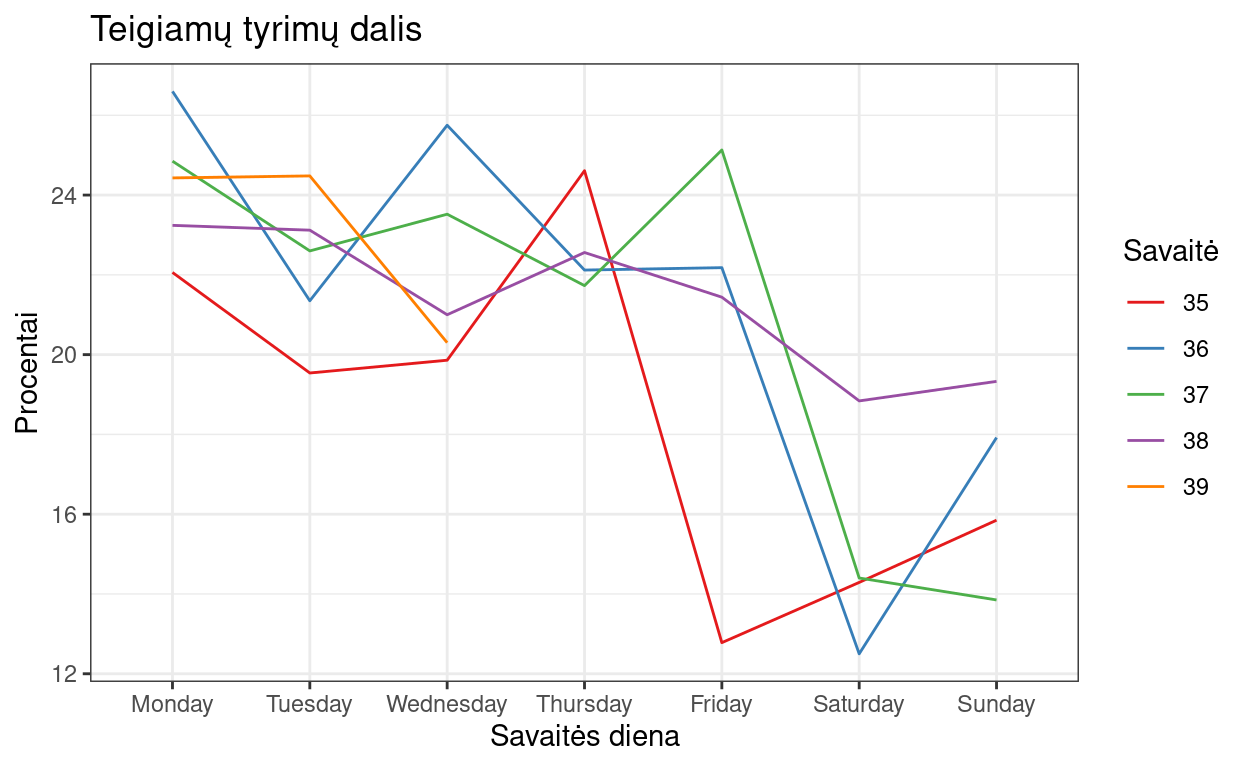 Teigiamų tyrimų dalis
Procentai
24
20
16
12
Monday Tuesday Wednesday Thursday Friday Saturday Sunday
Savaitės diena
Savaitė
35
36
37
38
39